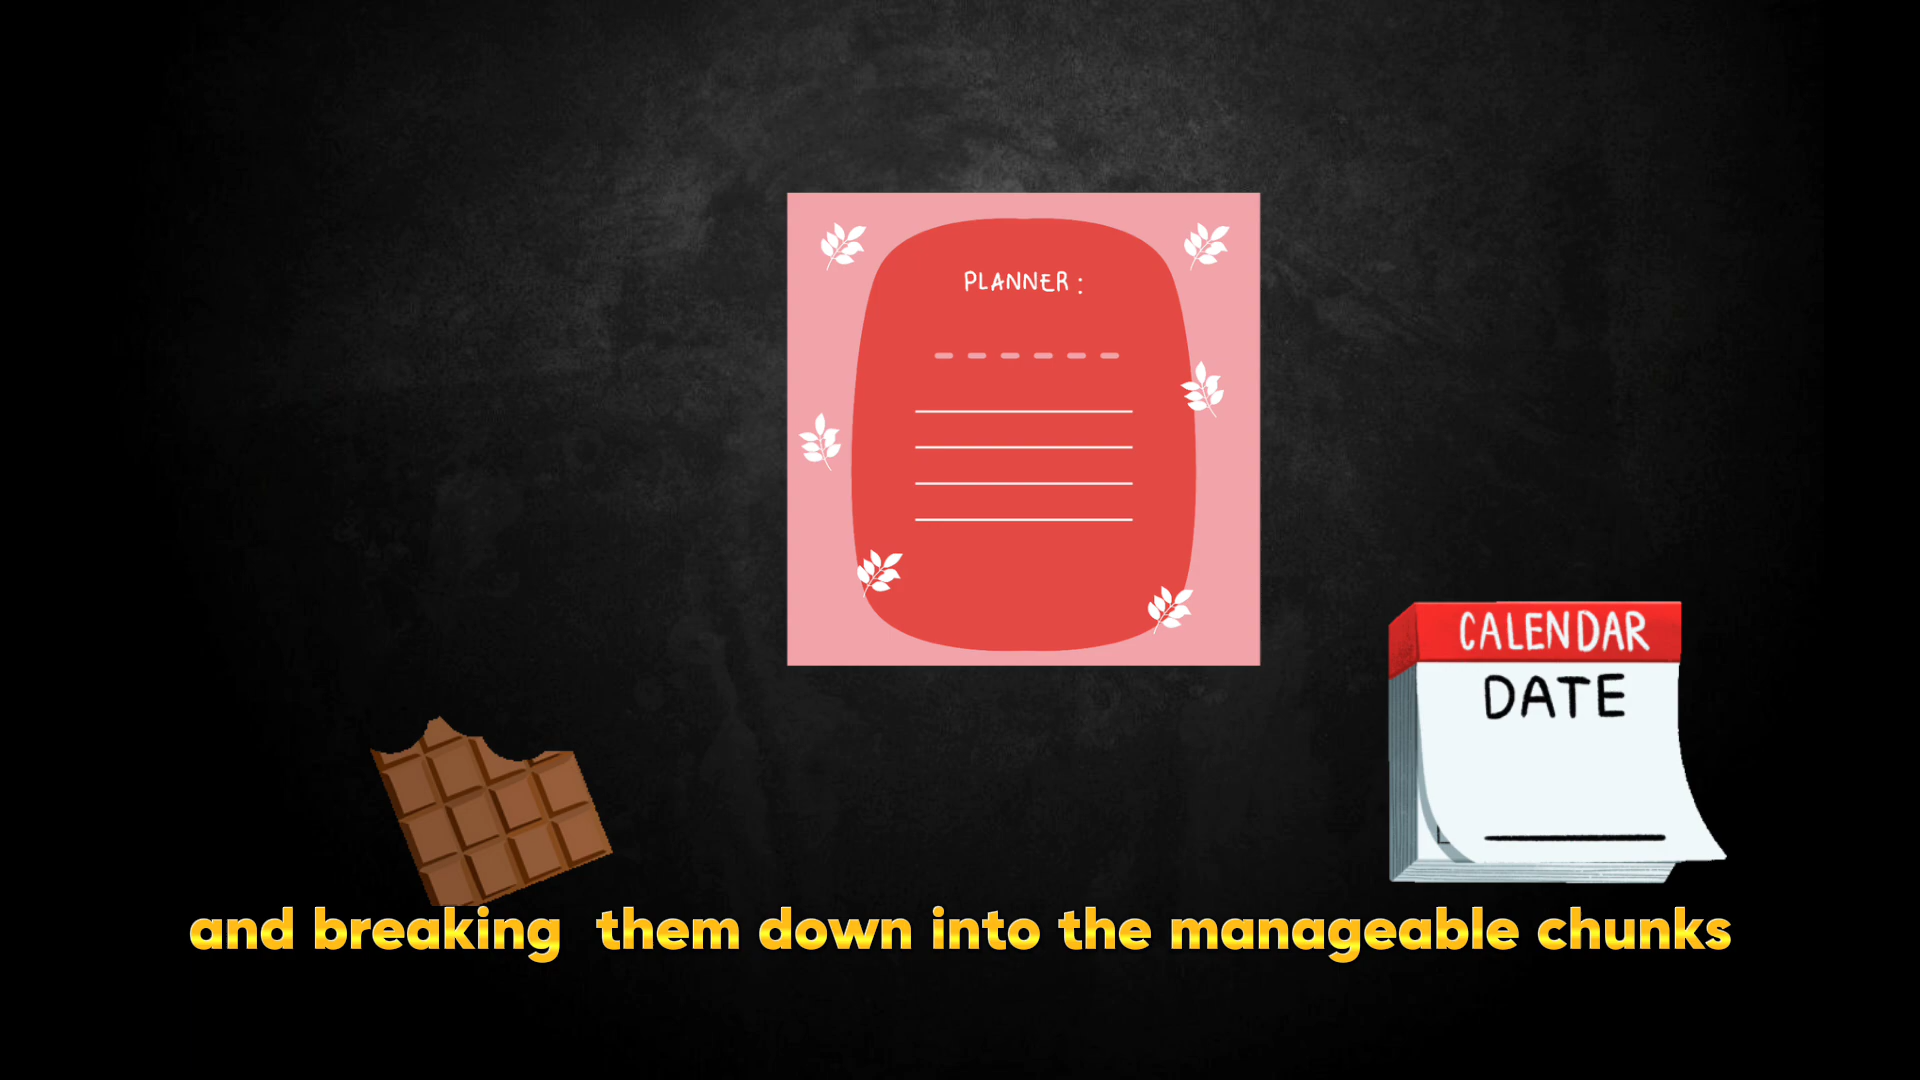 PLANNER :
CALENDAR
DATE
and breaking them down into the manageable chunks